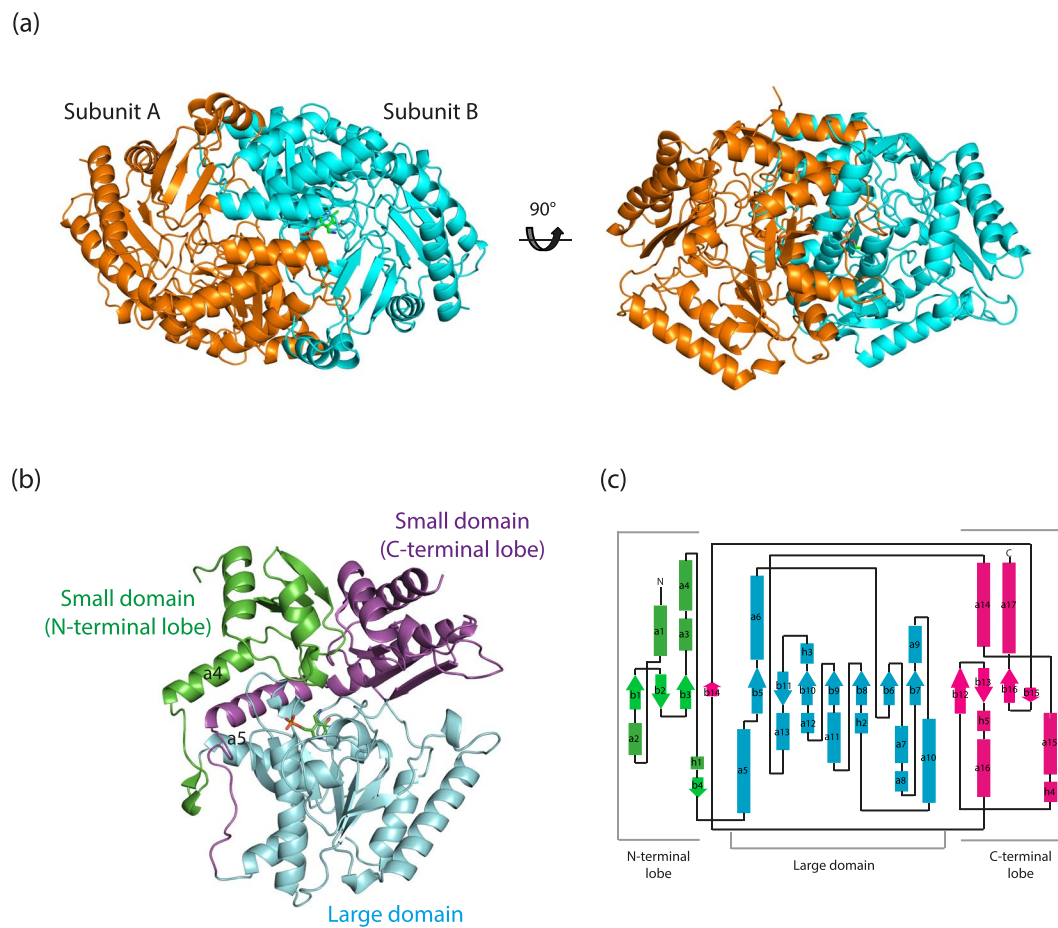 (a)
Subunit A
Subunit B
90°
(b)
Small domain
(C-terminal lobe)
Small domain
(N-terminal lobe)
a4
a5
Large domain
(c)
N
C
a4
a1
a3
a6
a14
a17
h3
a9
b1
b2
b3
b14
b5
b11
b10
b9
b8
b6
b7
b12
b13
b16
b15
a2
a13
a12
a11
h2
a7
a10
h5
a15
h1
b4
a5
a8
a16
h4
N-terminal
lobe
Large domain
C-terminal
lobe